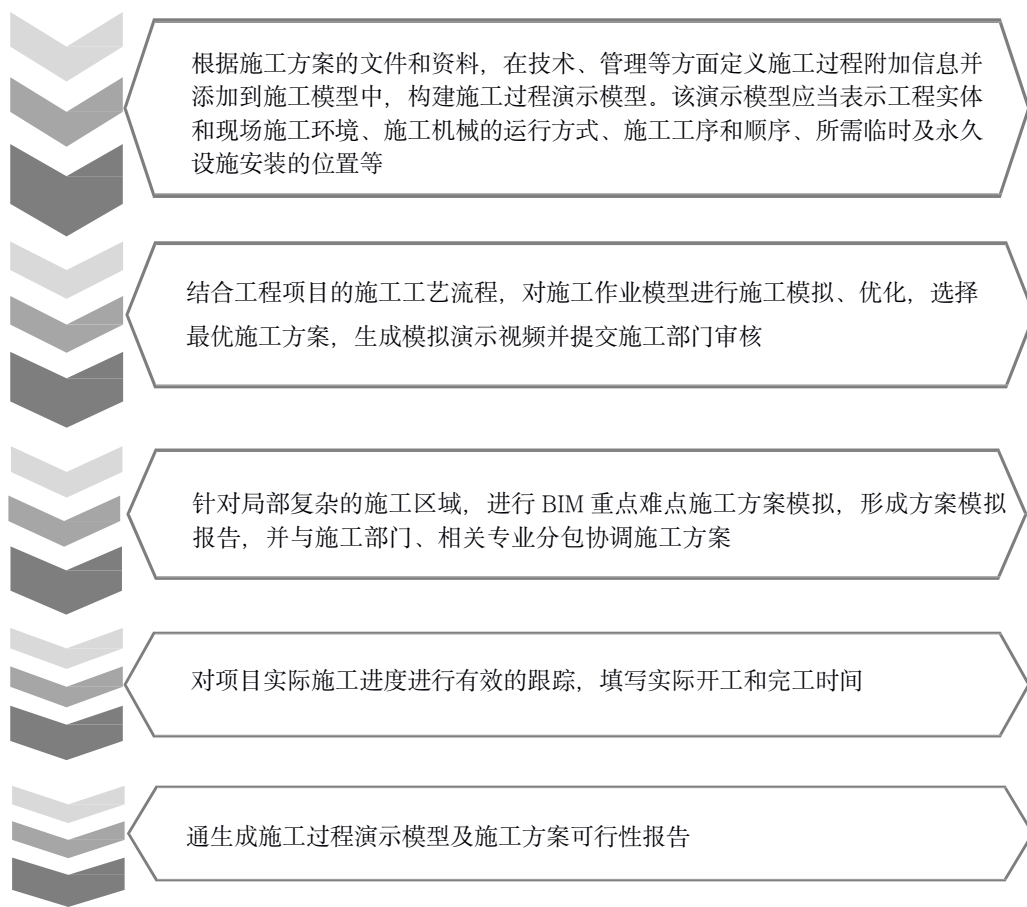 根据施工方案的文件和资料，在技术、管理等方面定义施工过程附加信息并
添加到施工模型中，构建施工过程演示模型。该演示模型应当表示工程实体
和现场施工环境、施工机械的运行方式、施工工序和顺序、所需临时及永久
设施安装的位置等
结合工程项目的施工工艺流程，对施工作业模型进行施工模拟、优化，选择
最优施工方案，生成模拟演示视频并提交施工部门审核
针对局部复杂的施工区域，进行 BIM 重点难点施工方案模拟，形成方案模拟
报告，并与施工部门、相关专业分包协调施工方案
对项目实际施工进度进行有效的跟踪，填写实际开工和完工时间
通生成施工过程演示模型及施工方案可行性报告